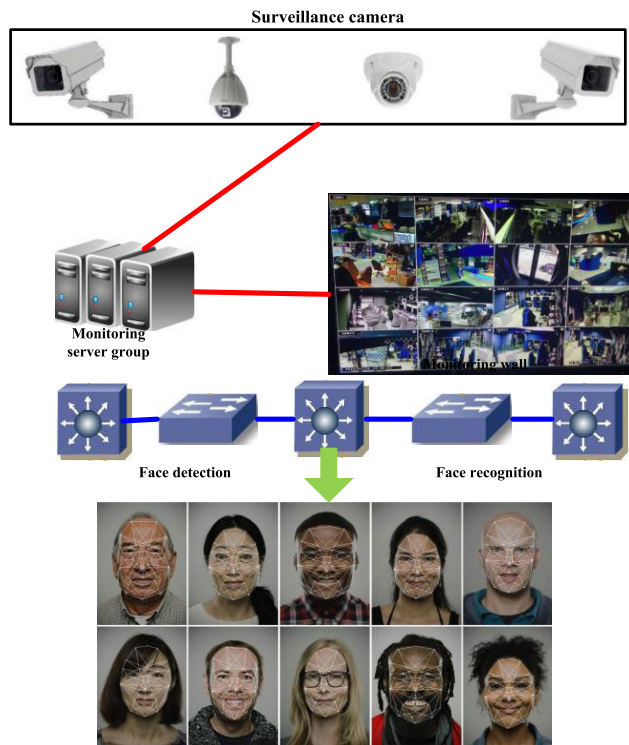 Surveillance camera
Monitoring
server group
Monitoring wall
Face detection
Face recognition